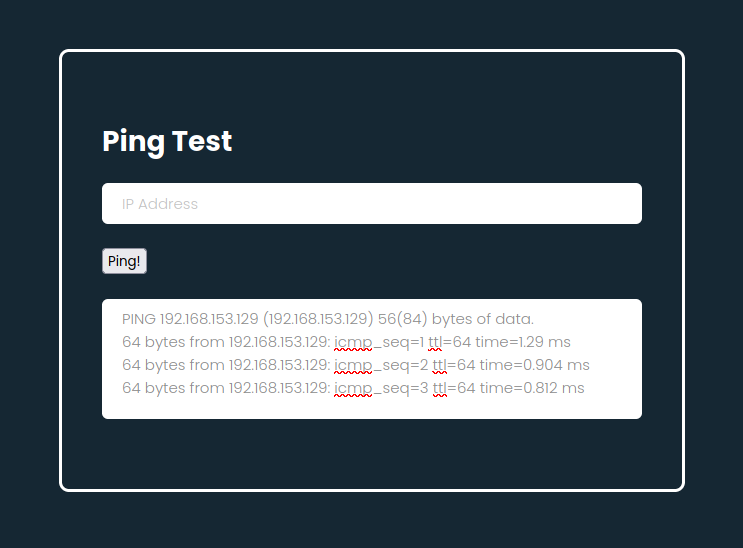 Ping Test
IP Address
Ping!
PING 192.168.153.129 (192.168.153.129) 56(84) bytes of data.
64 bytes from 192.168.153.129: icmp_seq=1 ttl=64 time=1.29 ms
64 bytes from 192.168.153.129: icmp_seq=2 ttl=64 time=0.904 ms
64 bytes from 192.168.153.129: icmp_seq=3 ttl=64 time=0.812 ms